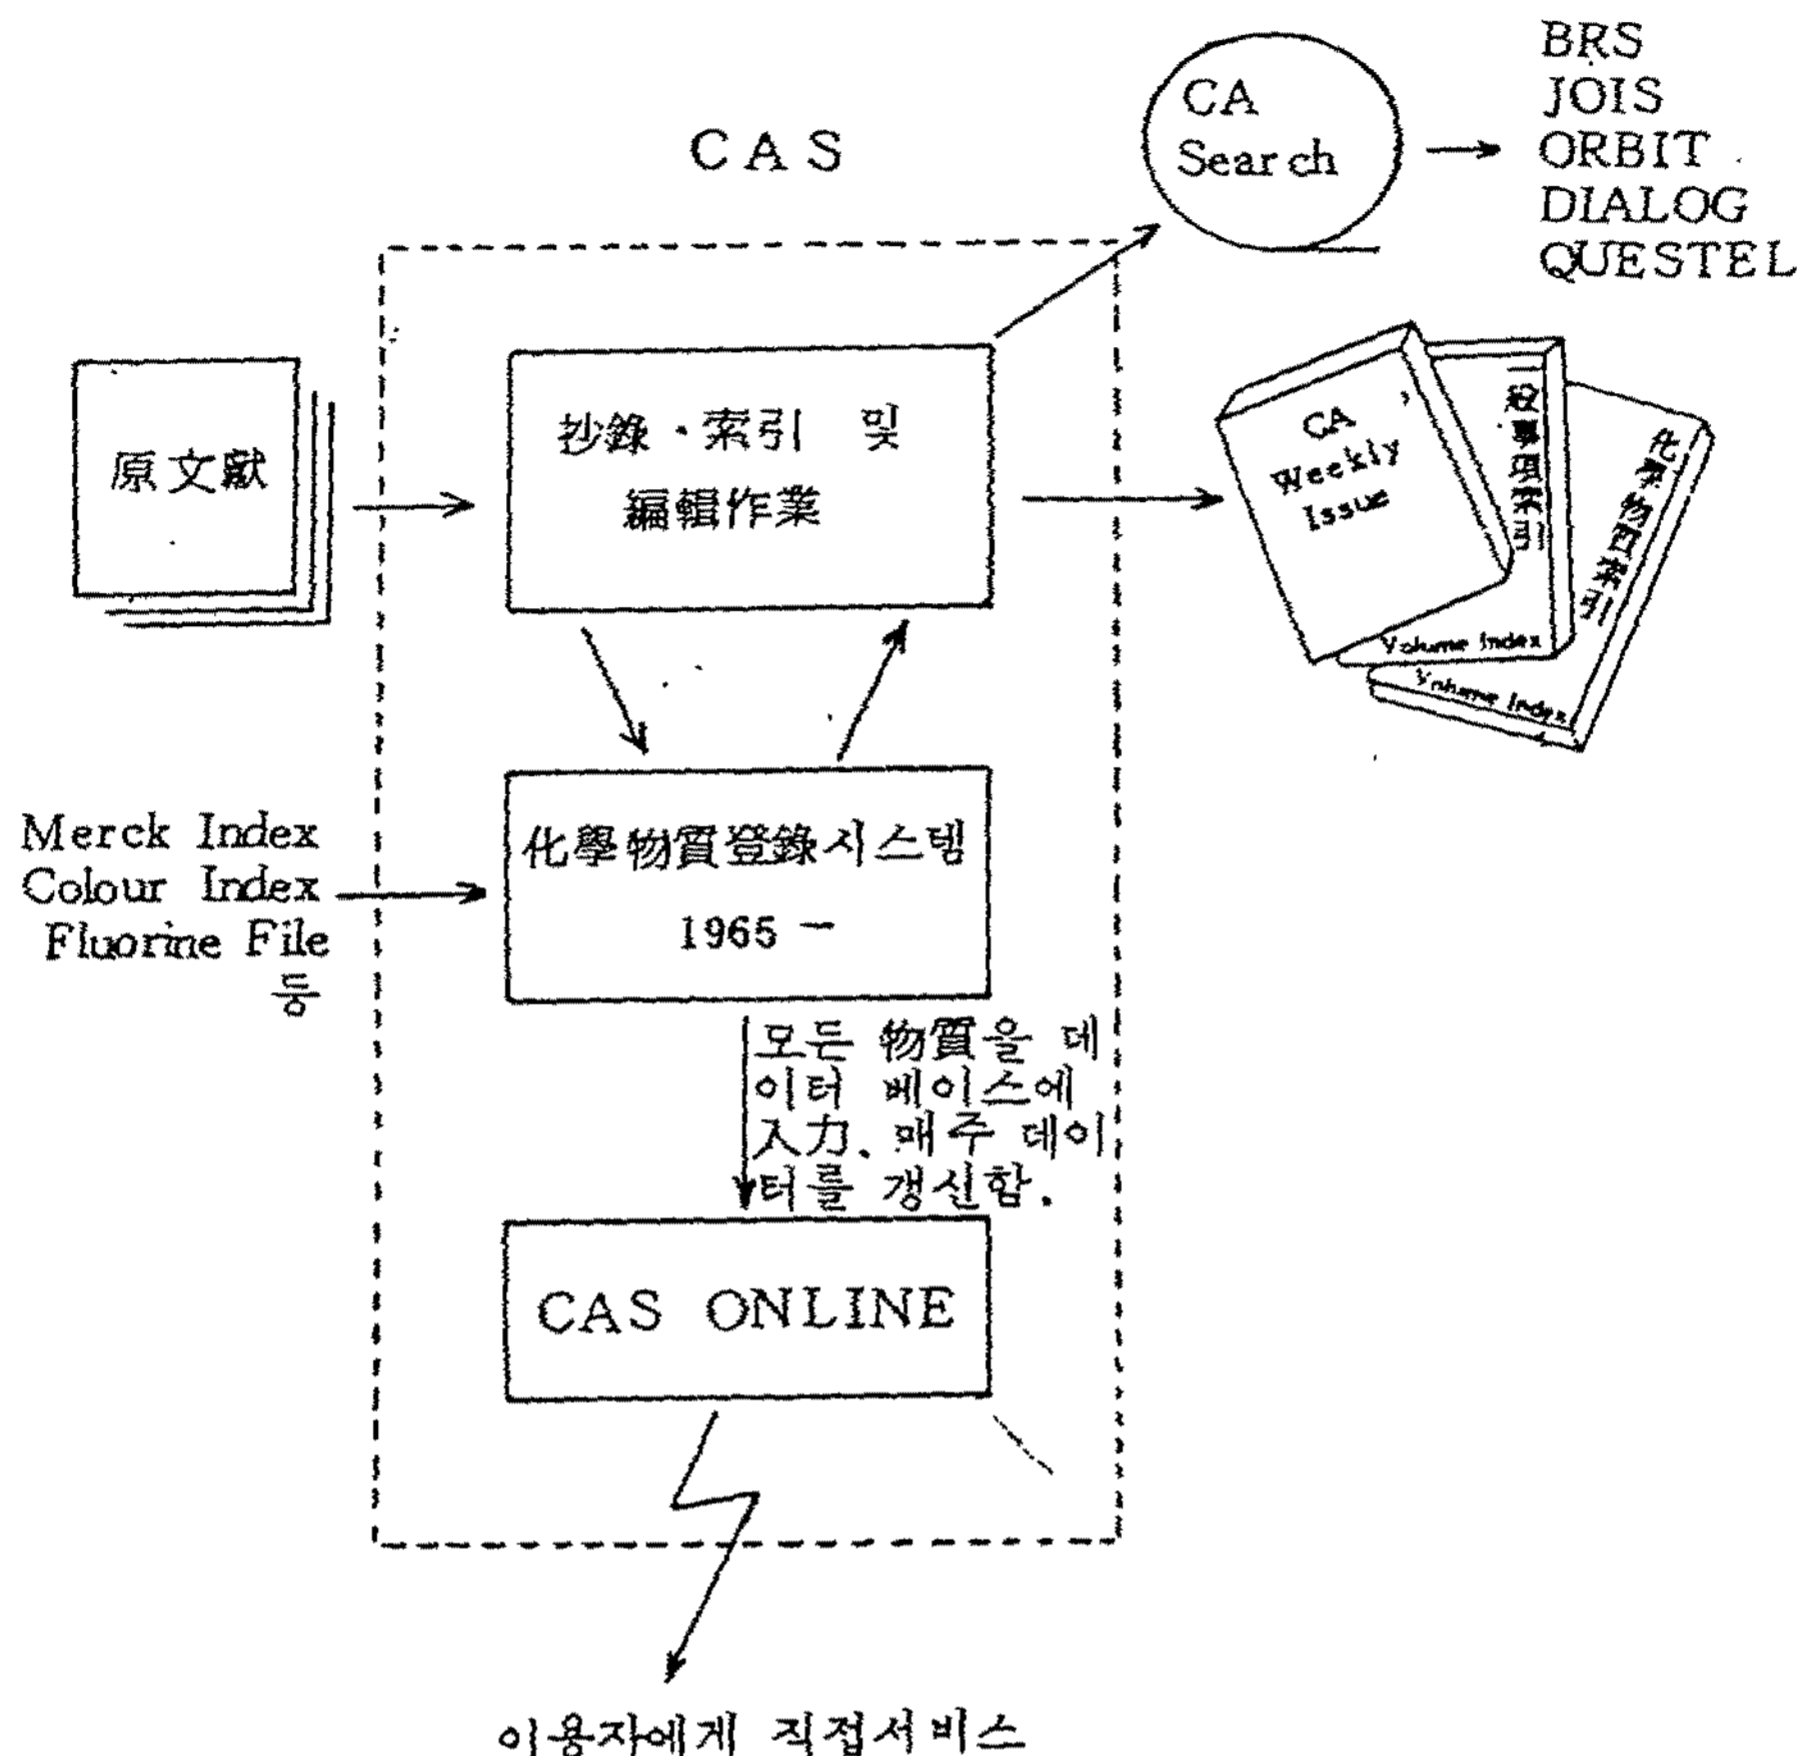 CAS
CA
Search
BRS
JOIS
ORBIT
DIALOG
QUESTEL
原文獻
抄錄·索引 및
編輯作業
CA
Weekly
Issue
一般事項索引
Volume Index
化學物質索引
Volume Index
Merck Index
Colour Index
Fluorine File
등
化學物質登錄시스템
1965 -
모든 物質을 데
이터 베이스에
入力. 매주 데이
터를 갱신함.
CAS ONLINE
이용자에게 직접서비스